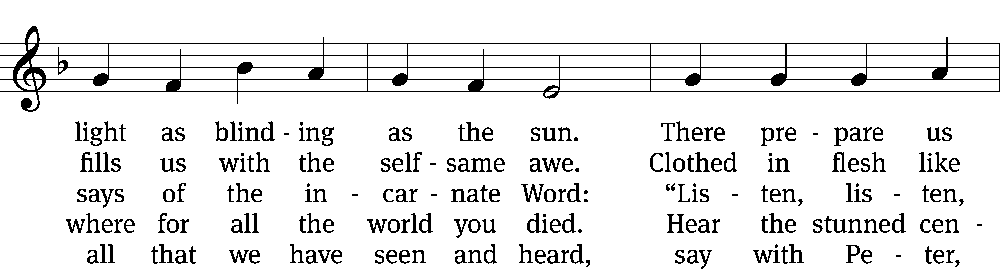 light as blind - ing as the sun. There pre - pare us
fills us with the self - same awe. Clothed in flesh like
says of the in - car - nate Word: “Lis - ten, lis - ten,
where for all the world you died. Hear the stunned cen -
all that we have seen and heard, say with Pe - ter,